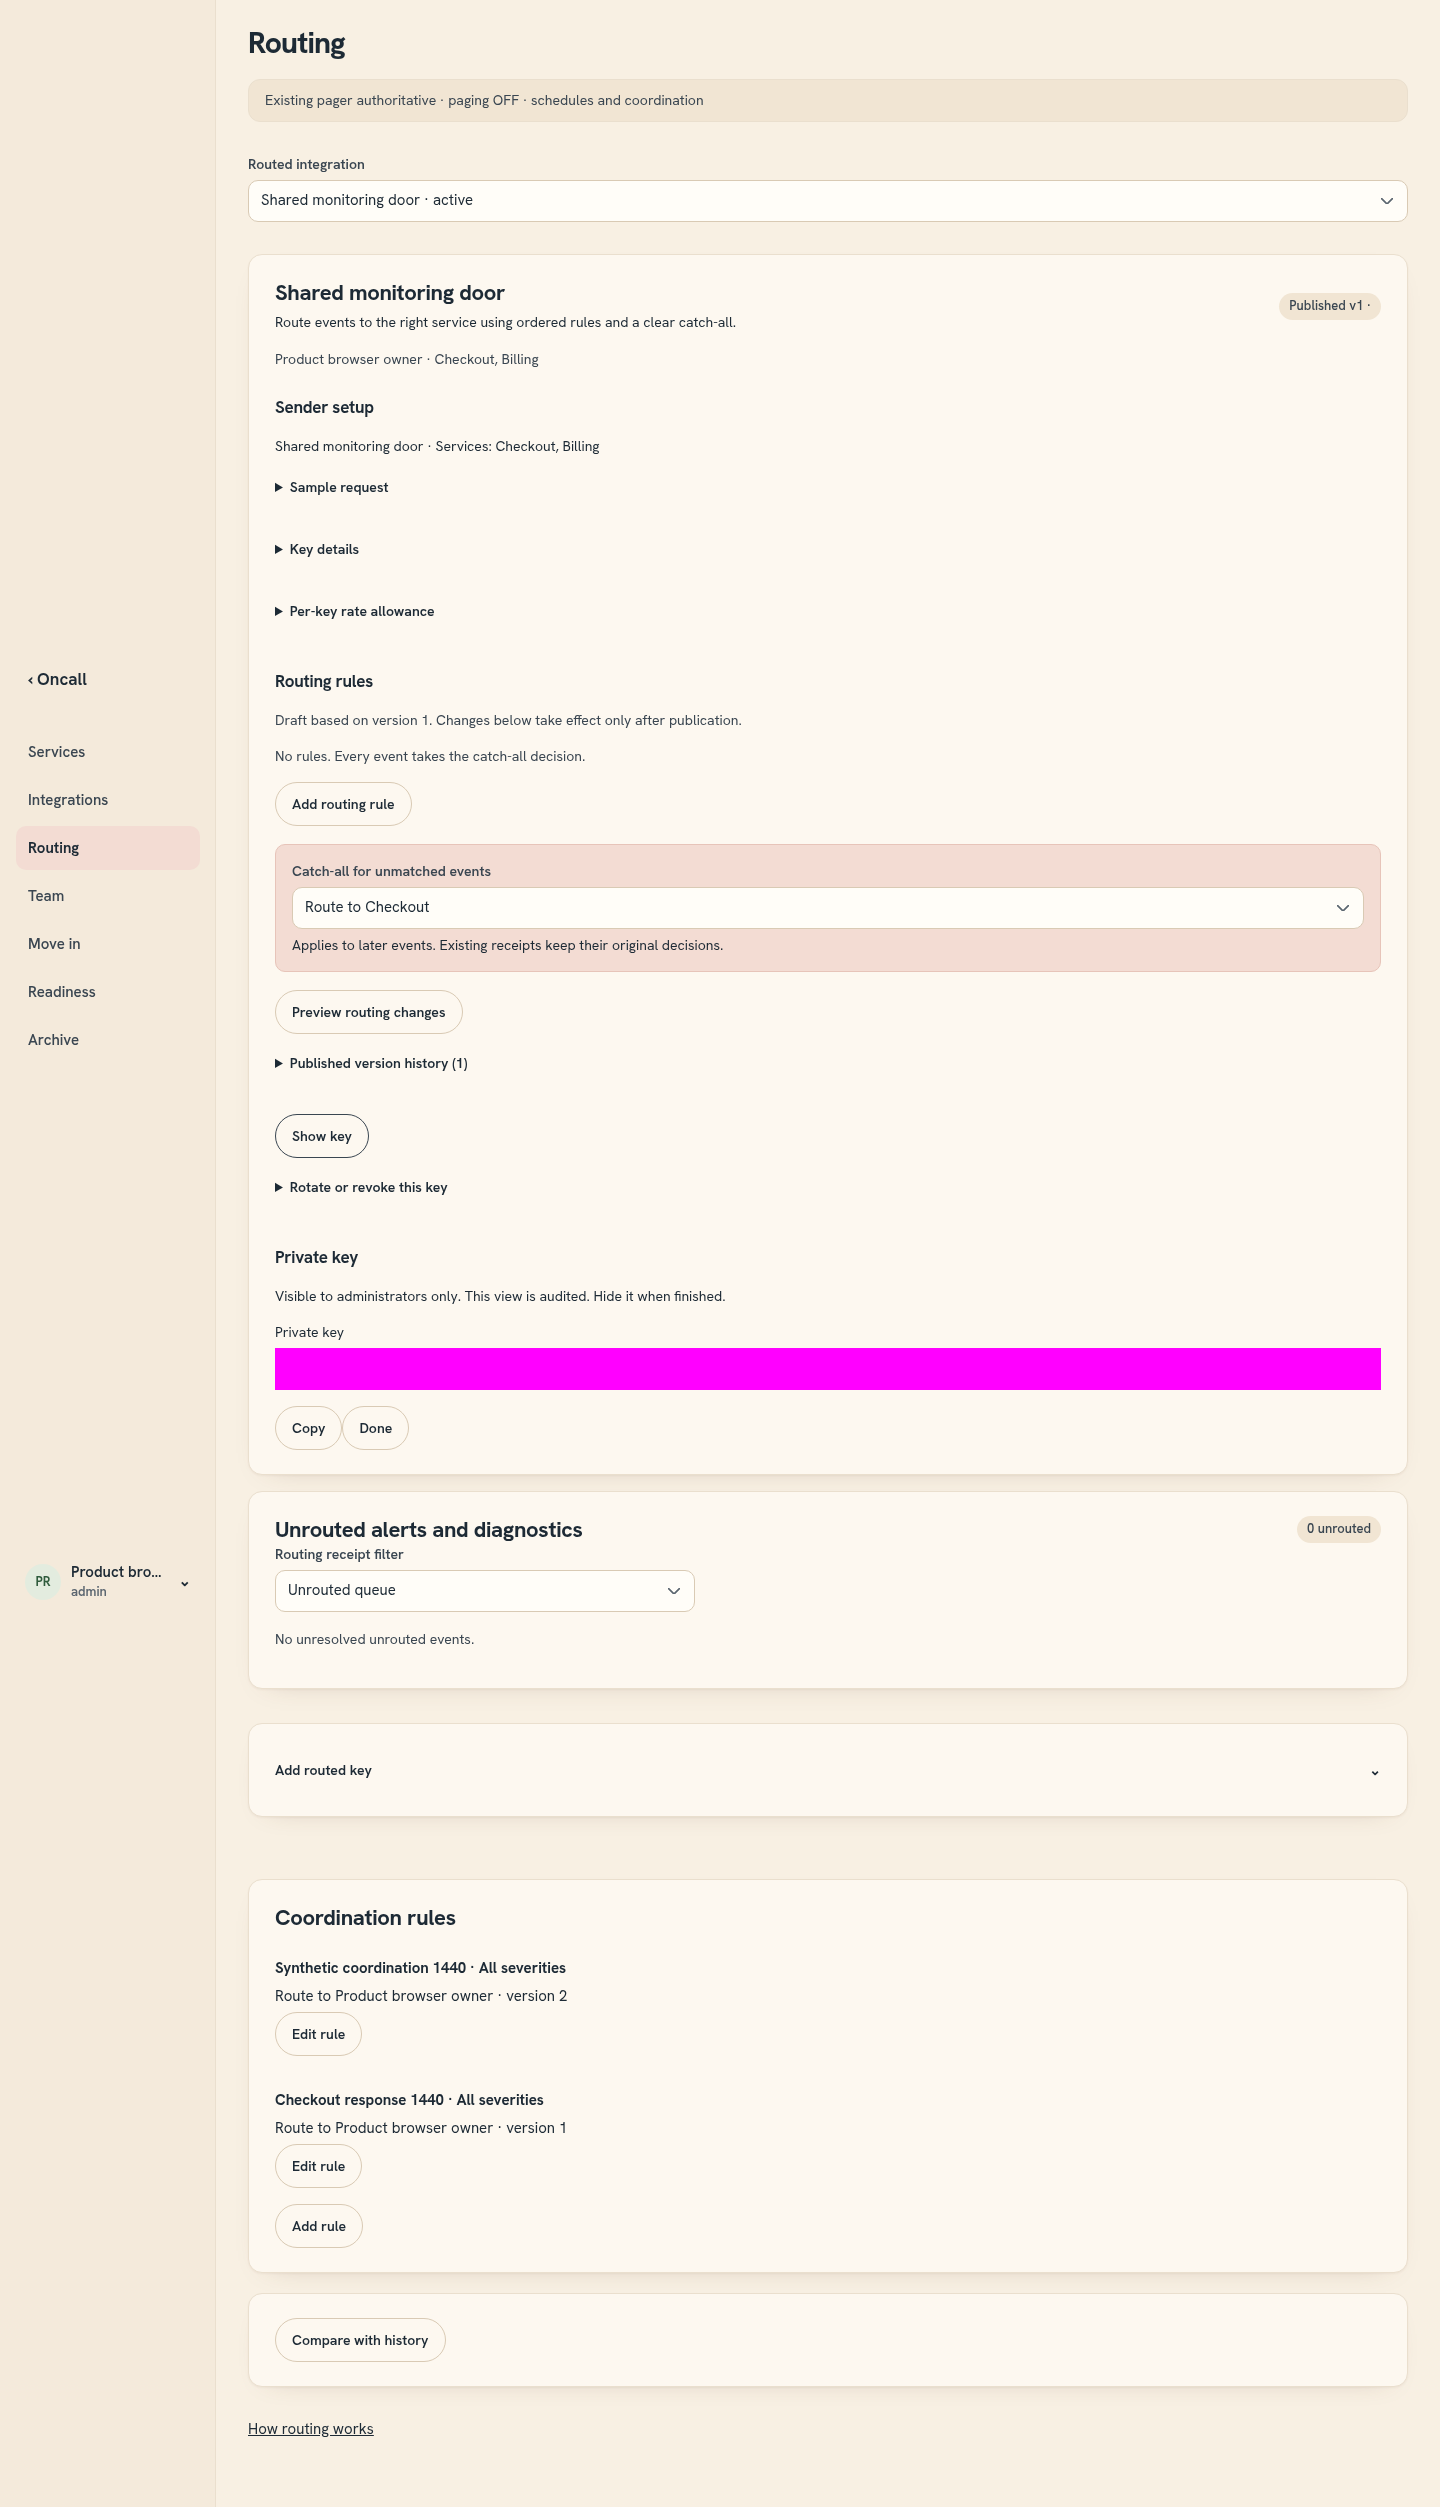 Routing
Existing pager authoritative · paging OFF · schedules and coordination
Routed integration
Shared monitoring door · active
Shared monitoring door
Published v1 ·
Route events to the right service using ordered rules and a clear catch-all.
Product browser owner · Checkout, Billing
Sender setup
Shared monitoring door · Services: Checkout, Billing
Sample request
Key details
Per-key rate allowance
‹ Oncall
Services
Integrations
Routing
Team
Move in
Readiness
Archive
Routing rules
Draft based on version 1. Changes below take effect only after publication.
No rules. Every event takes the catch-all decision.
Add routing rule
Catch-all for unmatched events
Route to Checkout
Applies to later events. Existing receipts keep their original decisions.
Preview routing changes
Published version history (1)
Show key
Rotate or revoke this key
Private key
Visible to administrators only. This view is audited. Hide it when finished.
Private key
Copy
Done
Unrouted alerts and diagnostics
0 unrouted
Routing receipt filter
Unrouted queue
No unresolved unrouted events.
PR
Product bro...
admin
Add routed key
Coordination rules
Synthetic coordination 1440 · All severities
Route to Product browser owner · version 2
Edit rule
Checkout response 1440 · All severities
Route to Product browser owner · version 1
Edit rule
Add rule
Compare with history
How routing works